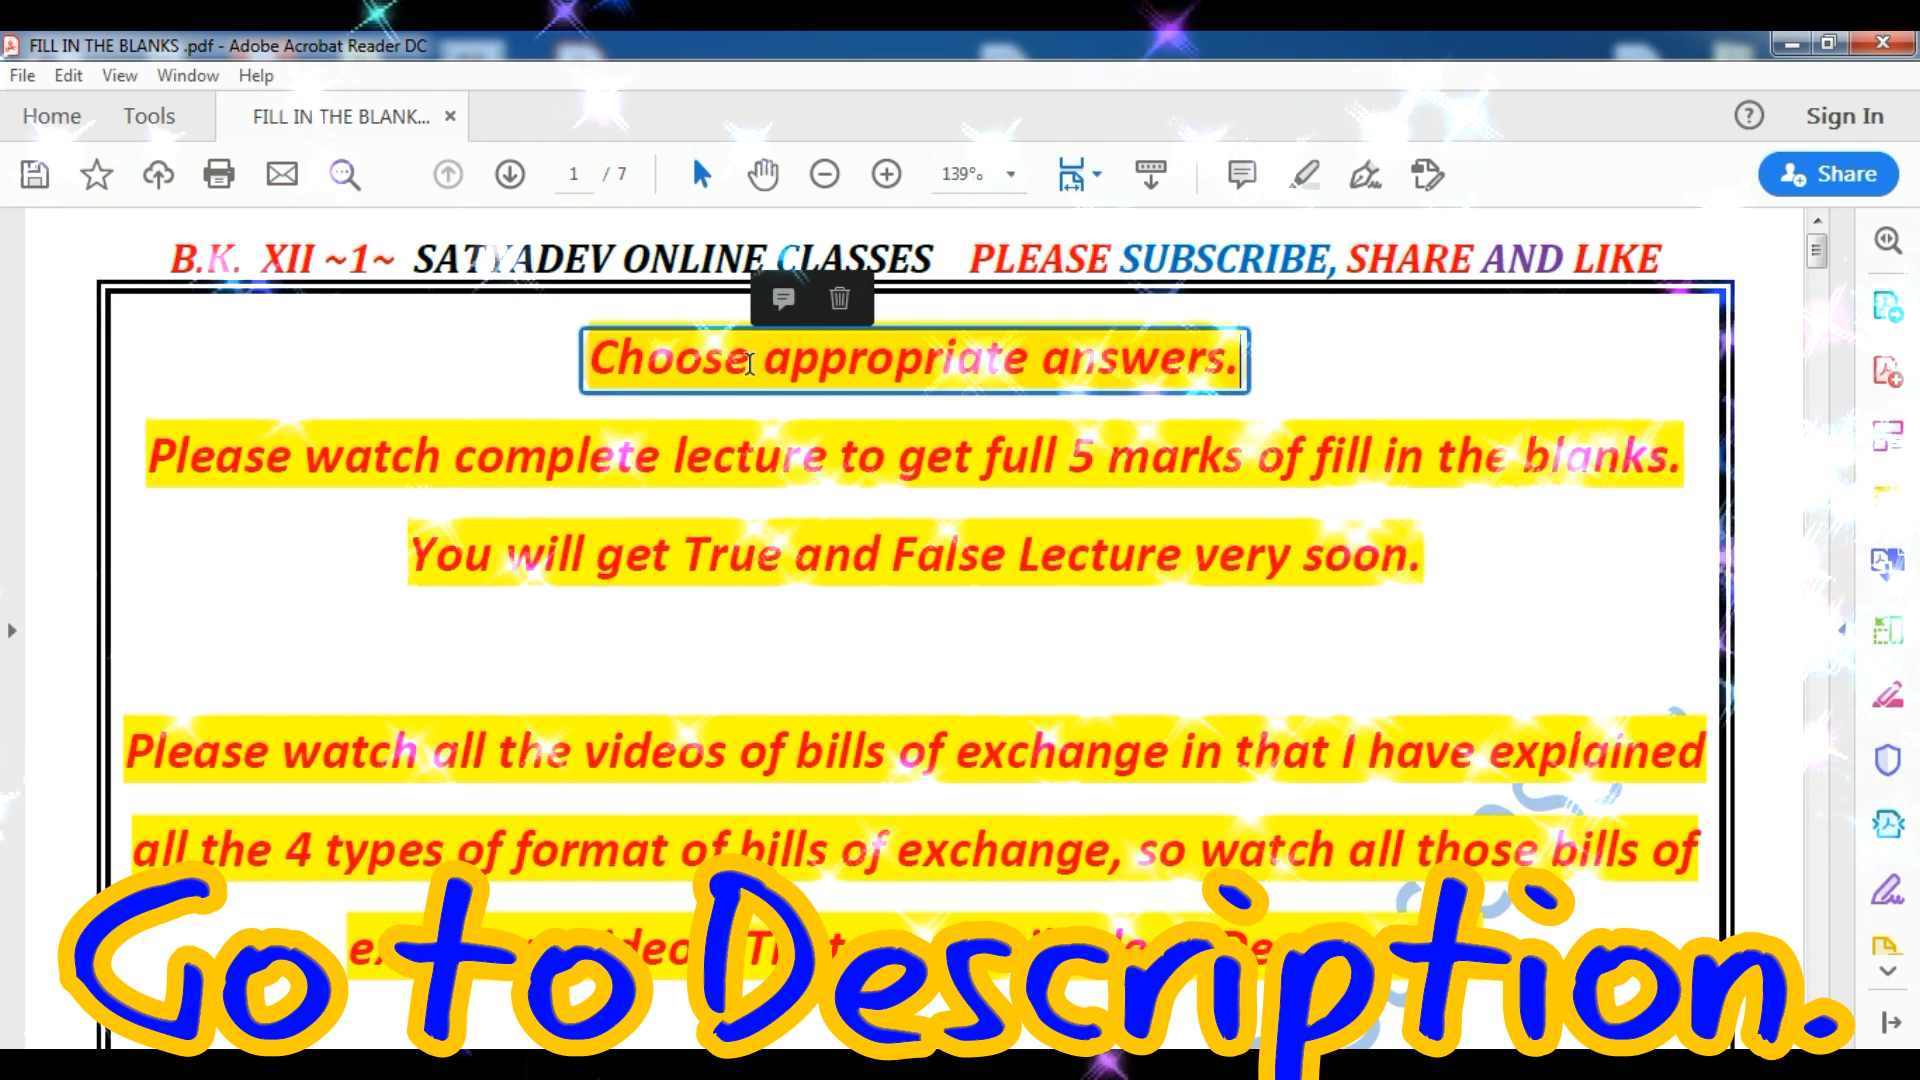 FILL IN THE BLANKS .pdf - Adobe Acrobat Reader DC
File Edit View Window Help
Home Tools FILL IN THE BLANK... × Sign In
1 / 7 139% Share
B.K. XII ~1~ SATYADEV ONLINE CLASSES PLEASE SUBSCRIBE, SHARE AND LIKE
Choose appropriate answers.
Please watch complete lecture to get full 5 marks of fill in the blanks.
You will get True and False Lecture very soon.
Please watch all the videos of bills of exchange in that I have explained
all the 4 types of format of bills of exchange, so watch all those bills of
Go to Description.